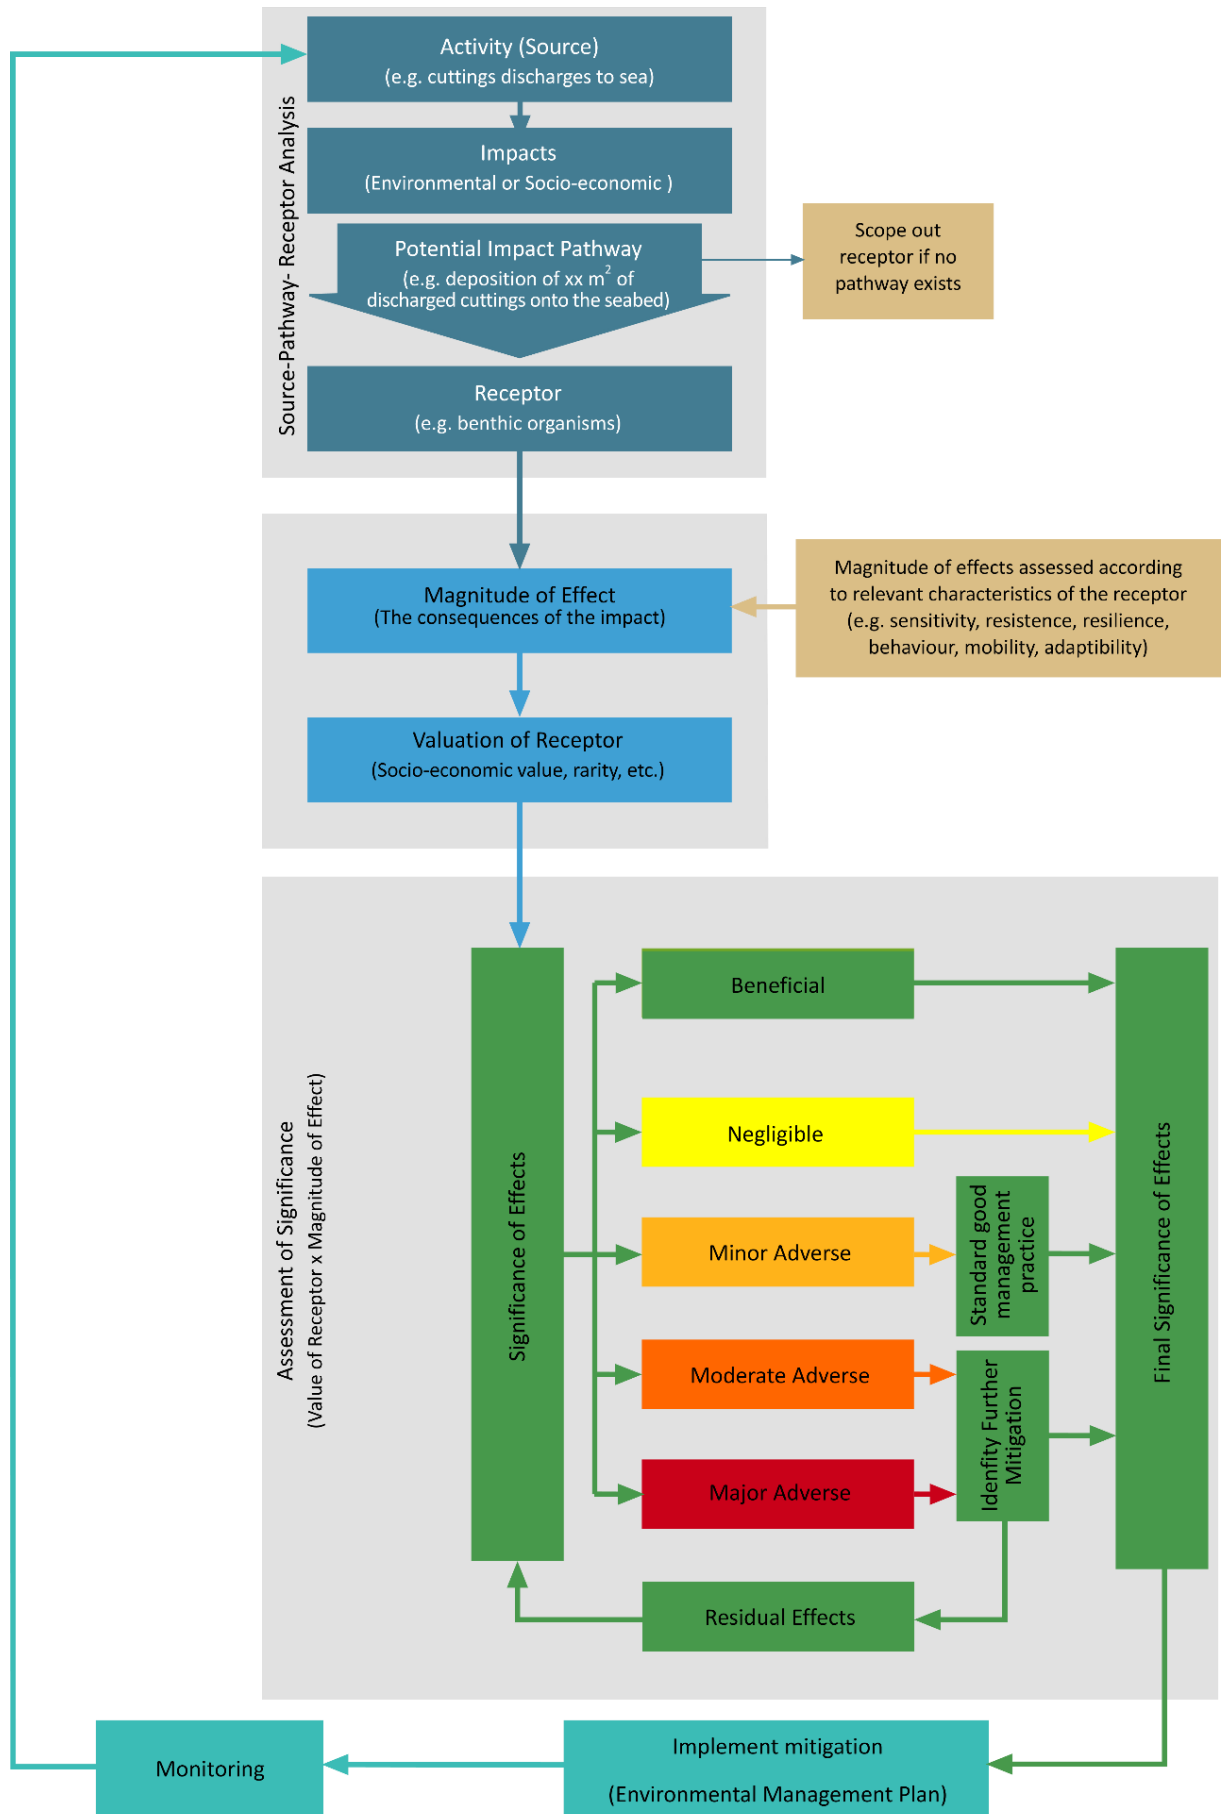 Source-Pathway- Receptor Analysis
Activity (Source)
(e.g. cuttings discharges to sea)
Impacts
(Environmental or Socio-economic )
Potential Impact Pathway
(e.g. deposition of xx m² of
discharged cuttings onto the seabed)
Scope out
receptor if no
pathway exists
Receptor
(e.g. benthic organisms)
Magnitude of Effect
(The consequences of the impact)
Magnitude of effects assessed according
to relevant characteristics of the receptor
(e.g. sensitivity, resistence, resilience,
behaviour, mobility, adaptibility)
Valuation of Receptor
(Socio-economic value, rarity, etc.)
Assessment of Significance
(Value of Receptor x Magnitude of Effect)
Significance of Effects
Beneficial
Negligible
Minor Adverse
Standard good
management
practice
Moderate Adverse
Major Adverse
Idenfity Further
Mitigation
Residual Effects
Final Significance of Effects
Implement mitigation
(Environmental Management Plan)
Monitoring